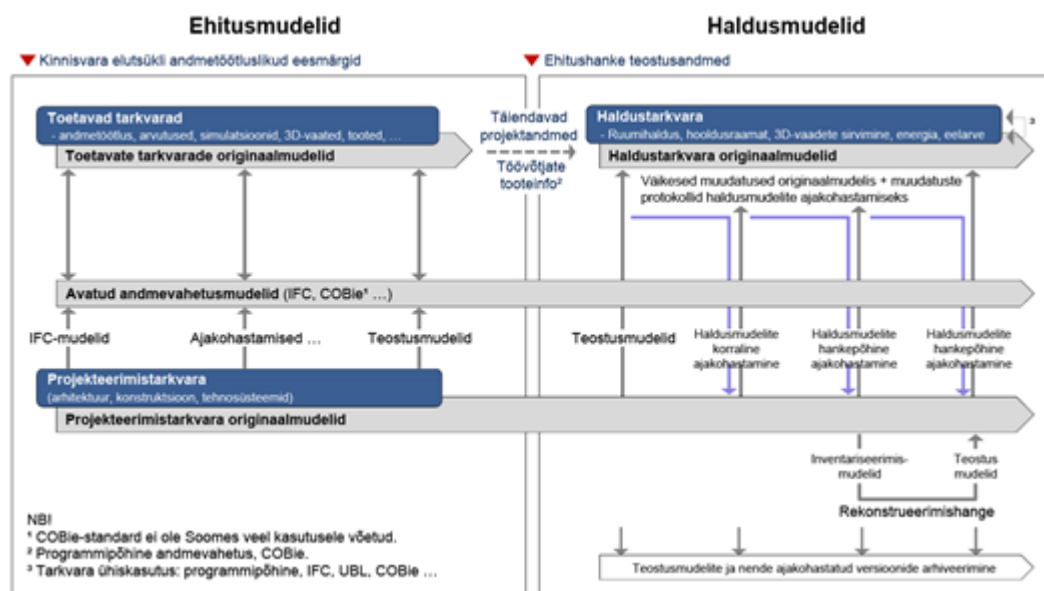 Ehitusmudelid
Haldusmudelid
Kinnisvara elutsükli andmetöötluslikud eesmärgid
Ehitushanke teostusandmed
Toetavad tarkvarad
- andmetöötlus, arvutused, simulatsioonid, 3D-vaated, tooted, …
Toetavate tarkvarade originaalmudelid
Täiendavad
projektandmed
Töövõtjate
tooteinfo²
Haldustarkvara
- Ruumihaldus, hooldusraamat, 3D-vaadete sirvimine, energia, eelarve
3
Haldustarkvara originaalmudelid
Väikesed muudatused originaalmudelis + muudatuste
protokollid haldusmudelite ajakohastamiseks
Avatud andmevahetusmudelid (IFC, COBie¹ …)
IFC-mudelid
Ajakohastamised …
Teostusmudelid
Teostusmudelid
Haldusmudelite
korraline
ajakohastamine
Haldusmudelite
hankepõhine
ajakohastamine
Haldusmudelite
hankepõhine
ajakohastamine
Projekteerimistarkvara
(arhitektuur, konstruktsioon, tehnosüsteemid)
Projekteerimistarkvara originaalmudelid
Inventariseerimis-
mudelid
Teostus
mudelid
Rekonstrueerimishange
NB!
¹ COBie-standard ei ole Soomes veel kasutusele võetud.
² Programmipõhine andmevahetus, COBie.
³ Tarkvara ühiskasutus: programmipõhine, IFC, UBL, COBie …
Teostusmudelite ja nende ajakohastatud versioonide arhiveerimine